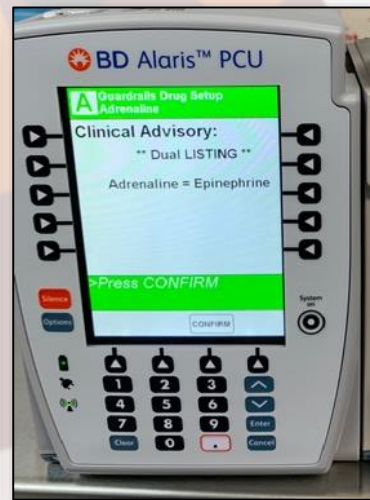 BD Alaris™ PCU
A
Guardrails Drug Setup
Adrenaline
Clinical Advisory:
** Dual LISTING **
Adrenaline = Epinephrine
>Press CONFIRM
CONFIRM
Silence
Options
System
on
1 2 3
4 5 6
7 8 9 Enter
Clear 0 . Cancel